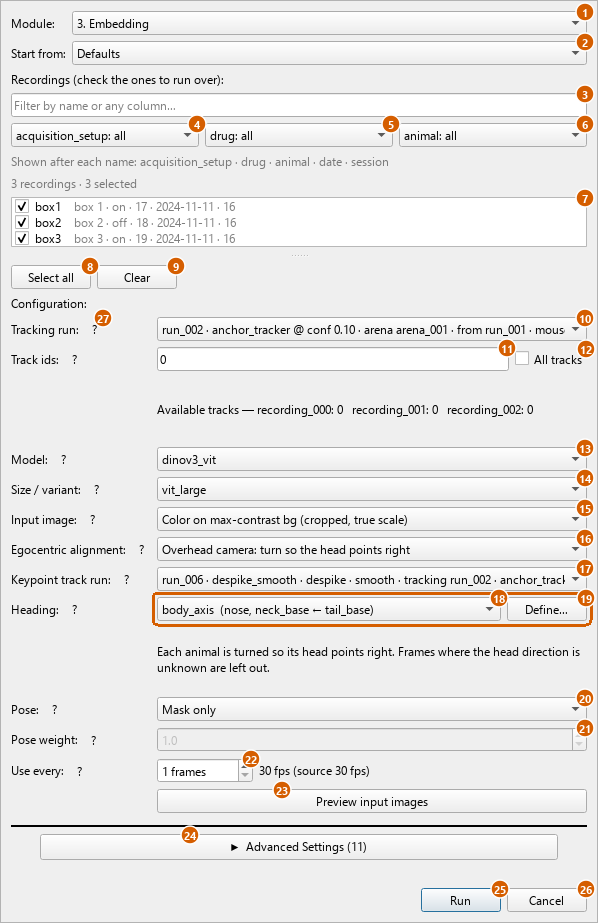 Module: 3. Embedding 1
Start from: Defaults 2
Recordings (check the ones to run over):
Filter by name or any column... 3
acquisition_setup: all 4 drug: all 5 animal: all 6
Shown after each name: acquisition_setup · drug · animal · date · session
3 recordings · 3 selected
box1 box 1 · on · 17 · 2024-11-11 · 16 7
box2 box 2 · off · 18 · 2024-11-11 · 16
box3 box 3 · on · 19 · 2024-11-11 · 16
Select all 8 Clear 9
Configuration:
27
Tracking run: ? run_002 · anchor_tracker @ conf 0.10 · arena arena_001 · from run_001 · mous 10
Track ids: ? 0 11 All tracks 12
Available tracks — recording_000: 0 recording_001: 0 recording_002: 0
Model: ? dinov3_vit 13
Size / variant: ? vit_large 14
Input image: ? Color on max-contrast bg (cropped, true scale) 15
Egocentric alignment: ? Overhead camera: turn so the head points right 16
Keypoint track run: ? run_006 · despike_smooth · despike · smooth · tracking run_002 · anchor_track 17
Heading: ? body_axis (nose, neck_base ← tail_base) 18 Define... 19
Each animal is turned so its head points right. Frames where the head direction is
unknown are left out.
Pose: ? Mask only 20
Pose weight: ? 1.0 21
Use every: ? 1 frames 22 30 fps (source 30 fps)
23
Preview input images
24
► Advanced Settings (11)
Run 25 Cancel 26